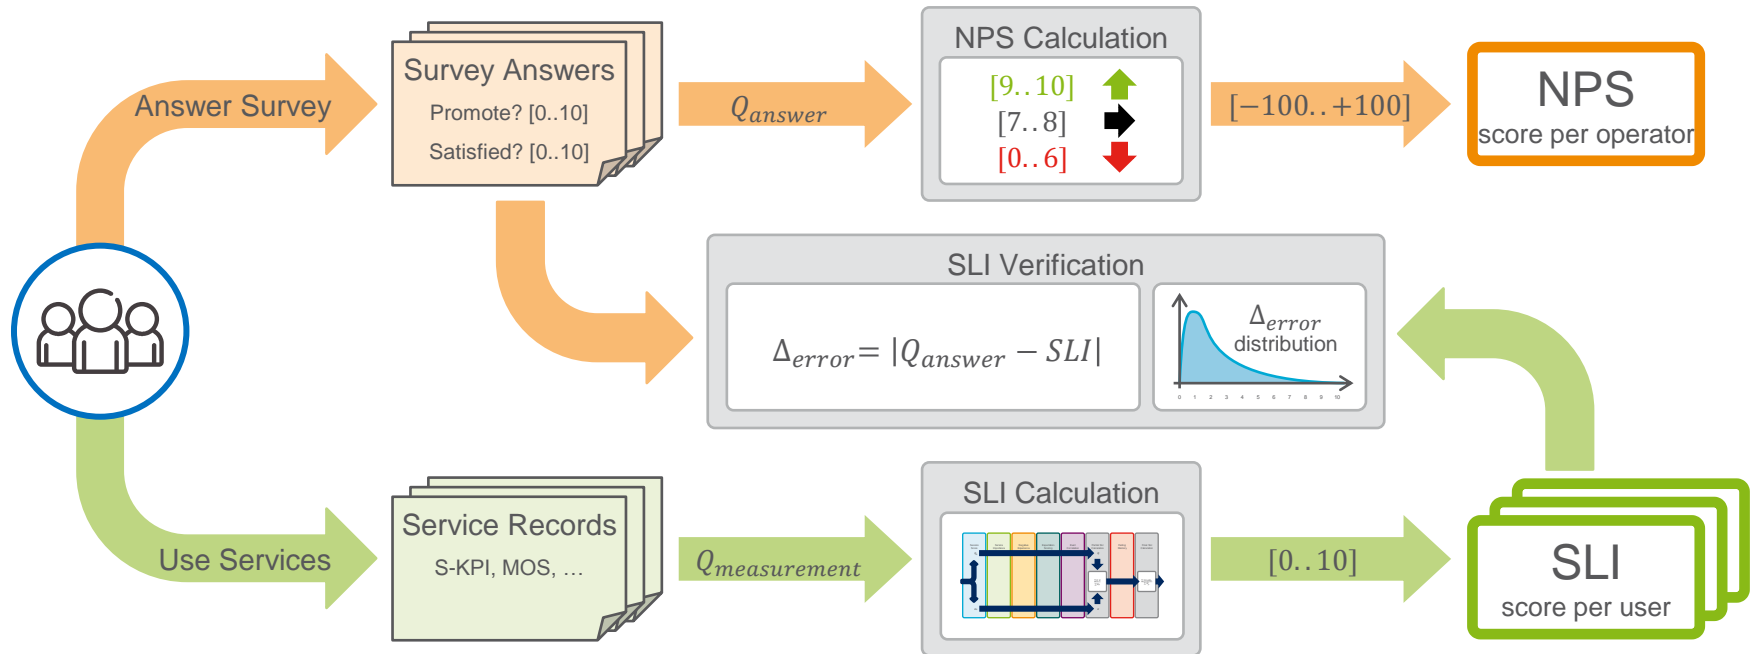 Answer Survey
Survey Answers
Promote? [0..10]
Satisfied? [0..10]
Q_answer
NPS Calculation
[9..10]
[7..8]
[0..6]
[−100..+100]
NPS
score per operator
SLI Verification
Δ_error = |Q_answer − SLI|
Δ_error
distribution
0 1 2 3 4 5 6 7 8 9 10
Use Services
Service Records
S-KPI, MOS, …
Q_measurement
SLI Calculation
[0..10]
SLI
score per user